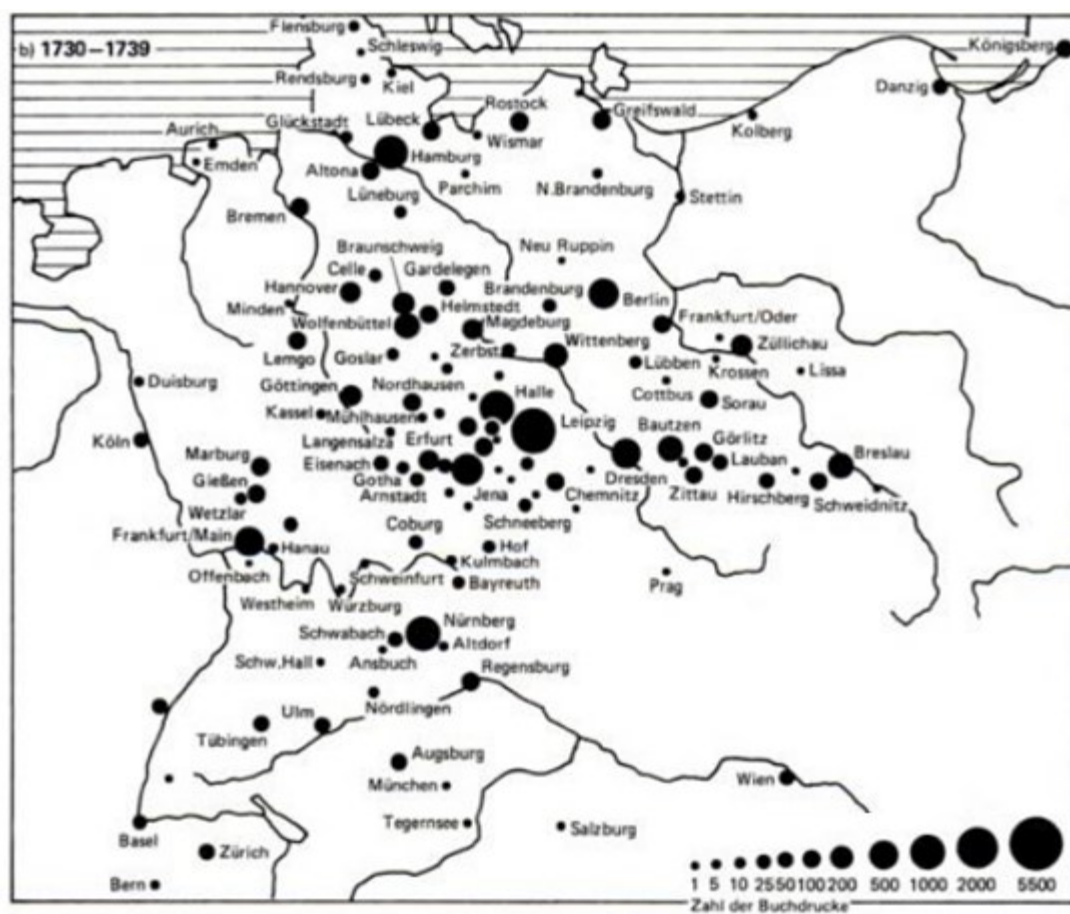 b) 1730—1739
Flensburg
Schleswig
Königsberg
Rendsburg
Kiel
Danzig
Rostock
Greifswald
Glückstadt
Lübeck
Wismar
Kolberg
Aurich
Emden
Hamburg
Altona
Parchim
N.Brandenburg
Lüneburg
Stettin
Bremen
Braunschweig
Neu Ruppin
Celle
Gardelegen
Hannover
Brandenburg
Berlin
Minden
Helmstedt
Wolfenbüttel
Magdeburg
Frankfurt/Oder
Wittenberg
Züllichau
Lemgo
Goslar
Zerbst
Lübben
Krossen
Lissa
Duisburg
Göttingen
Nordhausen
Halle
Cottbus
Sorau
Kassel
Mühlhausen
Leipzig
Köln
Langensalza
Erfurt
Bautzen
Görlitz
Marburg
Eisenach
Lauban
Breslau
Gießen
Gotha
Dresden
Arnstadt
Jena
Chemnitz
Zittau
Hirschberg
Schweidnitz
Wetzlar
Coburg
Schneeberg
Frankfurt/Main
Hanau
Hof
Kulmbach
Offenbach
Schweinfurt
Bayreuth
Prag
Westheim
Würzburg
Nürnberg
Schwabach
Altdorf
Schw.Hall
Ansbuch
Regensburg
Nördlingen
Ulm
Tübingen
Augsburg
München
Wien
Tegernsee
Salzburg
Basel
Zürich
Bern
1 5 10 25 50 100 200 500 1000 2000 5500
Zahl der Buchdrucke